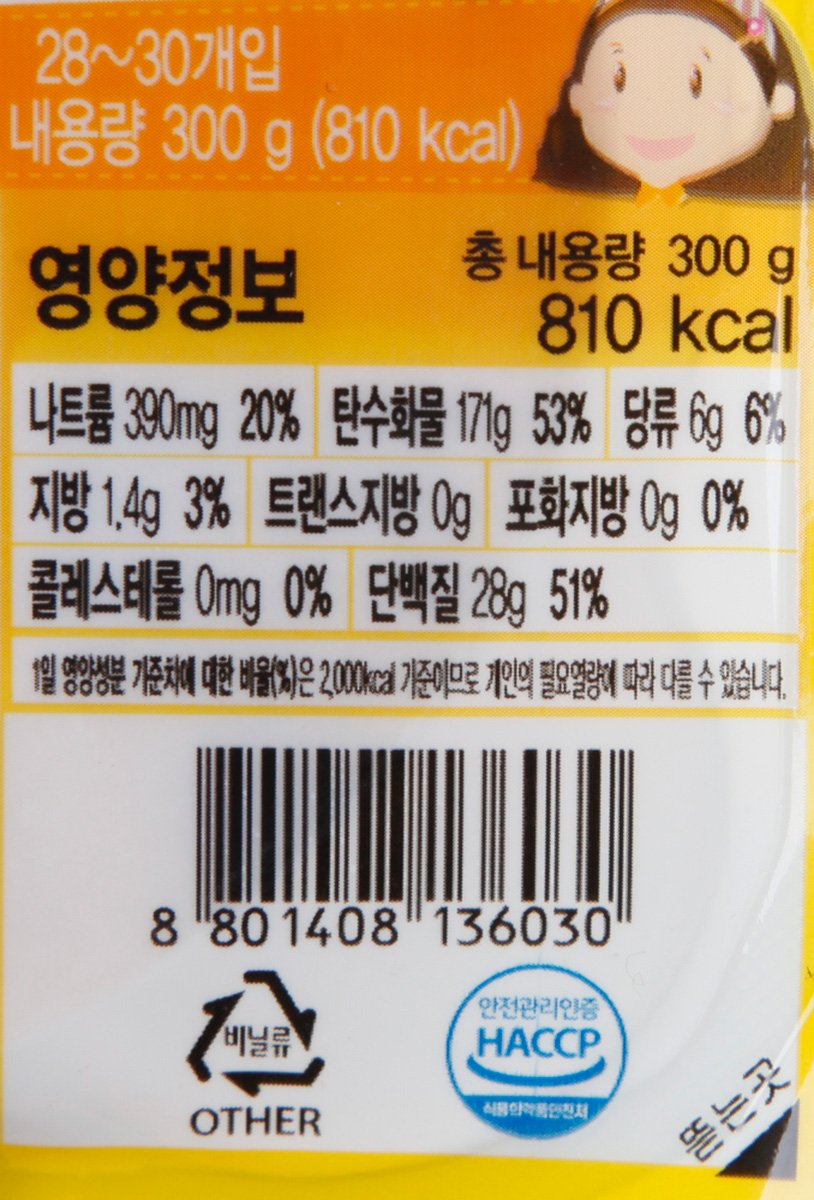 28~30개입
내용량 300 g (810 kcal)
영양정보
총 내용량 300 g
810 kcal
나트륨 390mg 20% 탄수화물 171g 53% 당류 6g 6%
지방 1.4g 3% 트랜스지방 0g 포화지방 0g 0%
콜레스테롤 0mg 0% 단백질 28g 51%
1일 영양성분 기준치에 대한 비율(%)은 2,000kcal 기준이므로 개인의 필요열량에 따라 다를 수 있습니다.
8 801408 136030
비닐류
OTHER
안전관리인증
HACCP
식품의약품안전처
뜯는곳